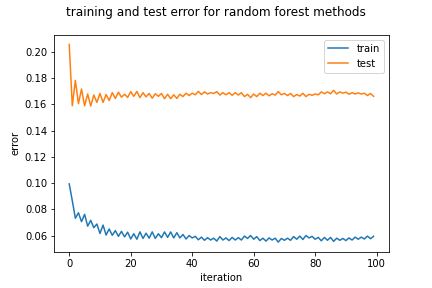 training and test error for random forest methods
train
test
error
0.20
0.18
0.16
0.14
0.12
0.10
0.08
0.06
0
20
40
60
80
100
iteration